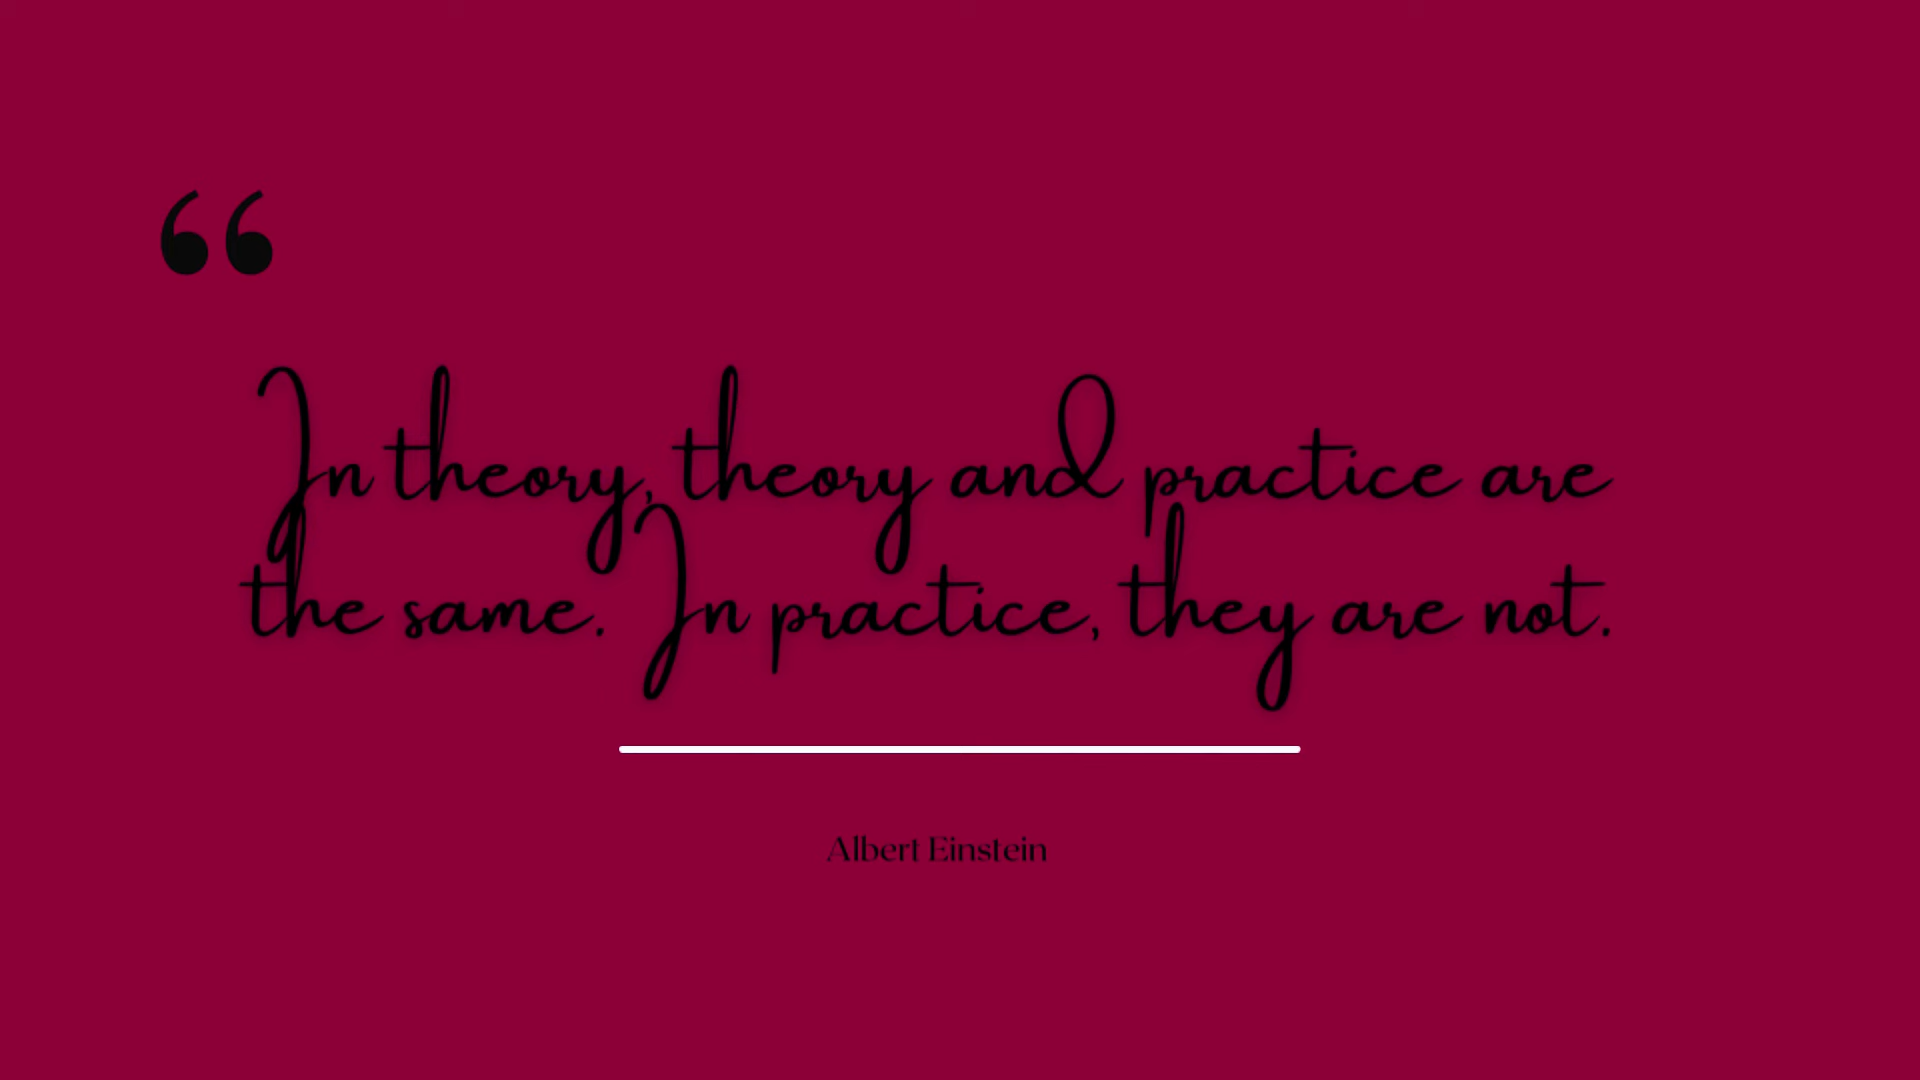 “
In theory, theory and practice are
the same. In practice, they are not.
Albert Einstein